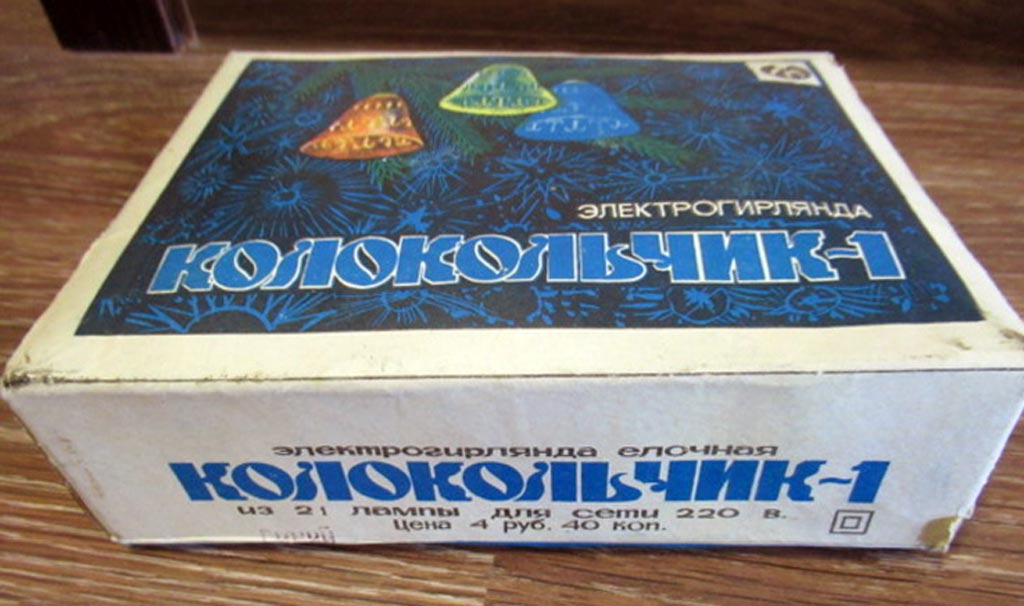 ЭЛЕКТРОГИРЛЯНДА
КОЛОКОЛЬЧИК-1
электрогирлянда елочная
КОЛОКОЛЬЧИК-1
из 21 лампы для сети 220 в.
Цена 4 руб. 40 коп.